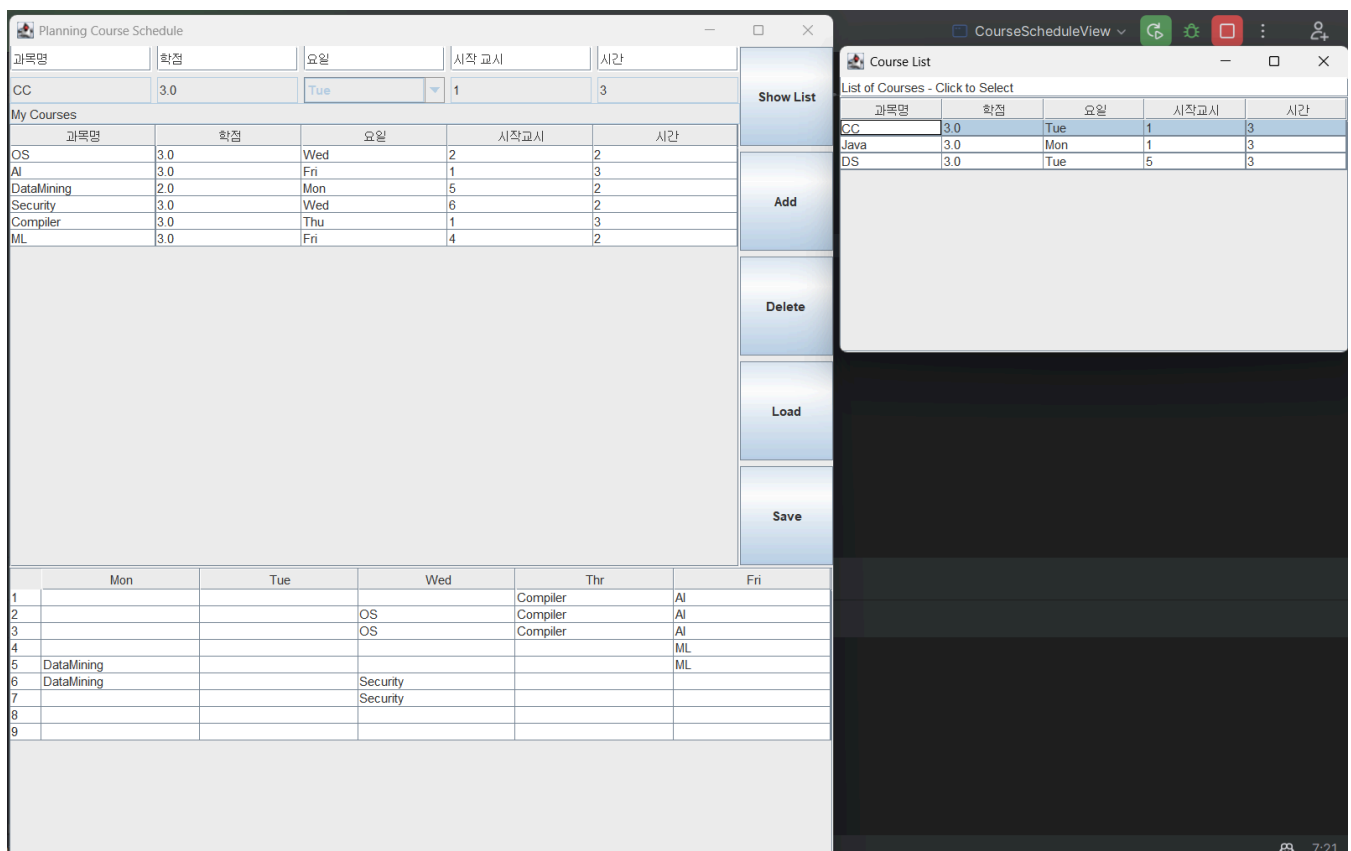 Planning Course Schedule
과목명 학점 요일 시작 교시 시간
CC 3.0 Tue 1 3
My Courses
과목명 학점 요일 시작교시 시간
OS 3.0 Wed 2 2
AI 3.0 Fri 1 3
DataMining 2.0 Mon 5 2
Security 3.0 Wed 6 2
Compiler 3.0 Thu 1 3
ML 3.0 Fri 4 2
Show List
Add
Delete
Load
Save
Mon Tue Wed Thr Fri
1 Compiler AI
2 OS Compiler AI
3 OS Compiler AI
4 ML
5 DataMining ML
6 DataMining Security
7 Security
8
9
CourseScheduleView
Course List
List of Courses - Click to Select
과목명 학점 요일 시작교시 시간
CC 3.0 Tue 1 3
Java 3.0 Mon 1 3
DS 3.0 Tue 5 3
7:21